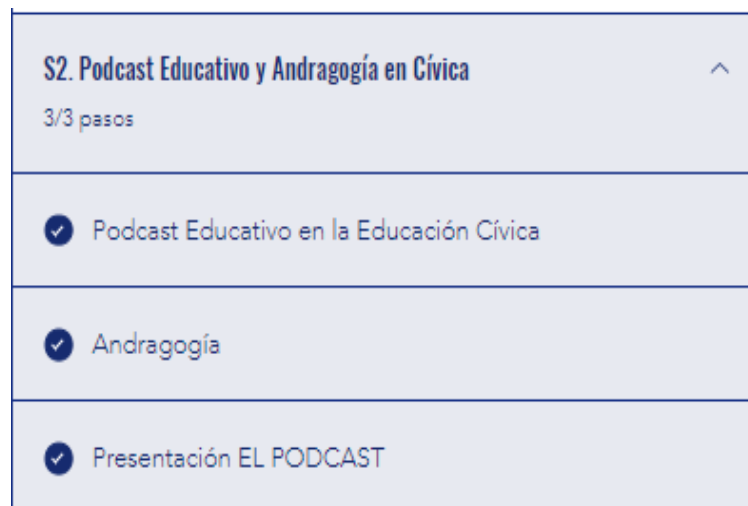 S2. Podcast Educativo y Andragogía en Cívica
3/3 pasos
Podcast Educativo en la Educación Cívica
Andragogía
Presentación EL PODCAST